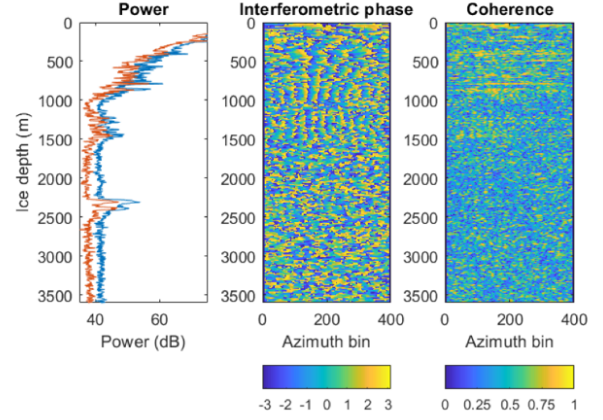 Power
Interferometric phase
Coherence
Ice depth (m)
0
500
1000
1500
2000
2500
3000
3500
40 60
Power (dB)
0
500
1000
1500
2000
2500
3000
3500
0 200 400
Azimuth bin
0
500
1000
1500
2000
2500
3000
3500
0 200 400
Azimuth bin
-3 -2 -1 0 1 2 3
0 0.25 0.5 0.75 1